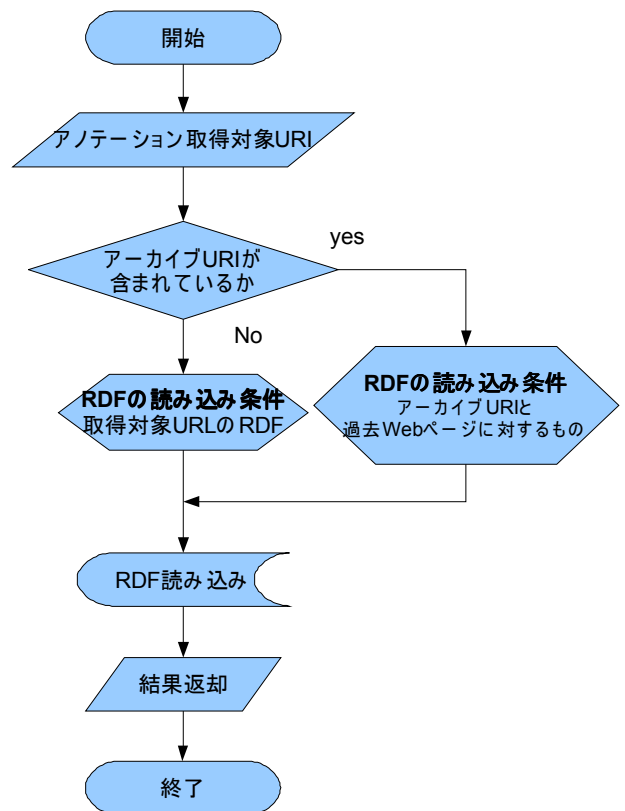 開始
アノテーション取得対象URI
アーカイブURIが
含まれているか
yes
No
RDFの読み込み条件
取得対象URLのRDF
RDFの読み込み条件
アーカイブURIと
過去Webページに対するもの
RDF読み込み
結果返却
終了